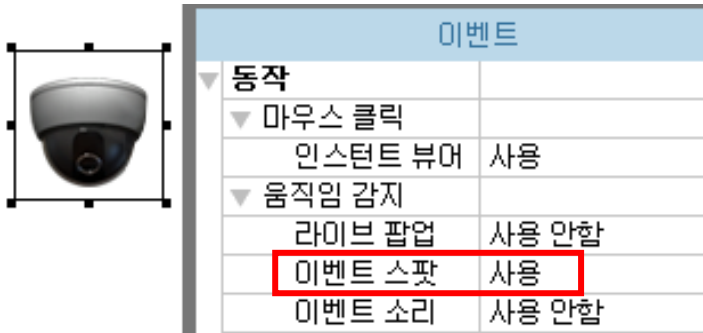 이벤트
동작
마우스 클릭
인스턴트 뷰어 사용
움직임 감지
라이브 팝업 사용 안함
이벤트 스팟 사용
이벤트 소리 사용 안함